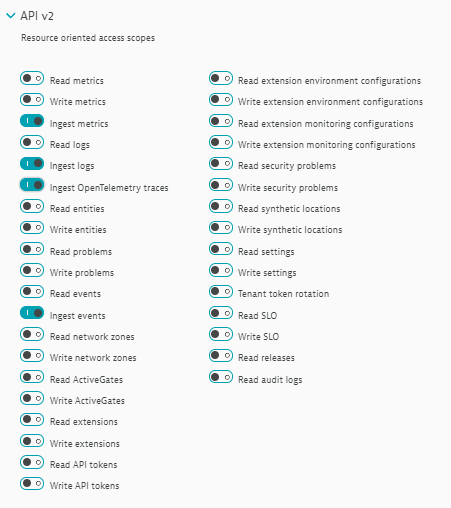 API v2
Resource oriented access scopes
Read metrics
Write metrics
Ingest metrics
Read logs
Ingest logs
Ingest OpenTelemetry traces
Read entities
Write entities
Read problems
Write problems
Read events
Ingest events
Read network zones
Write network zones
Read ActiveGates
Write ActiveGates
Read extensions
Write extensions
Read API tokens
Write API tokens
Read extension environment configurations
Write extension environment configurations
Read extension monitoring configurations
Write extension monitoring configurations
Read security problems
Write security problems
Read synthetic locations
Write synthetic locations
Read settings
Write settings
Tenant token rotation
Read SLO
Write SLO
Read releases
Read audit logs